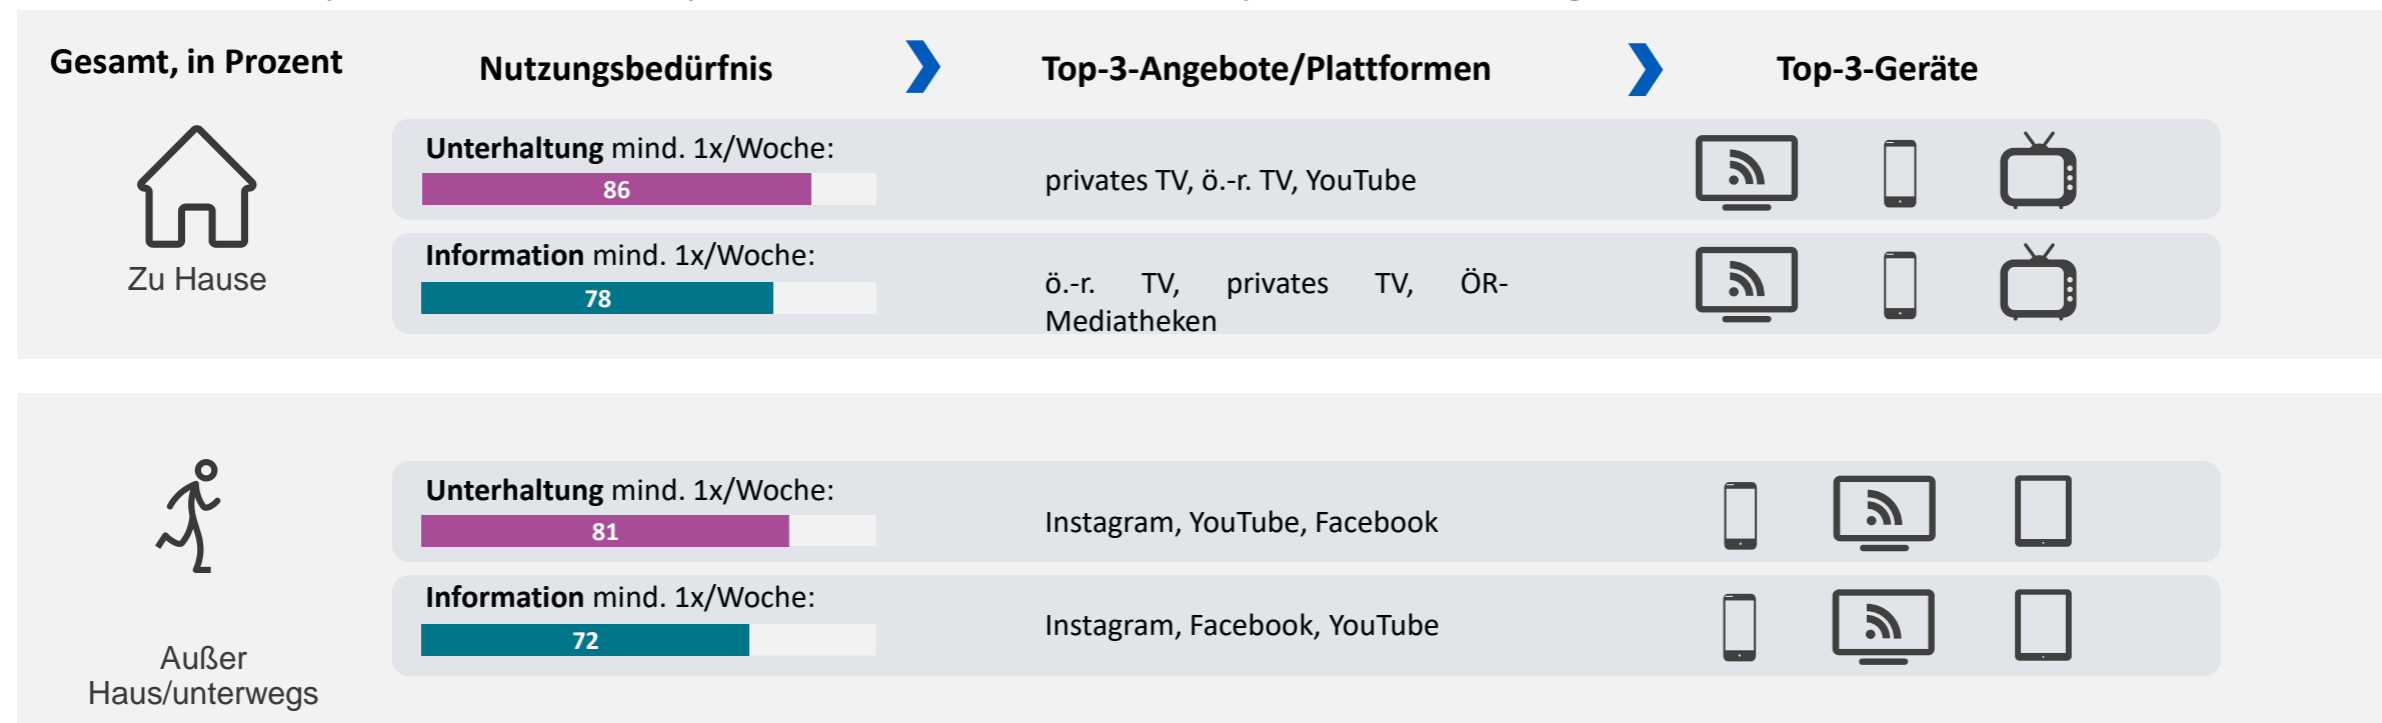 Gesamt, in Prozent
Nutzungsbedürfnis
Top-3-Angebote/Plattformen
Top-3-Geräte
Zu Hause
Unterhaltung mind. 1x/Woche:
86
privates TV, ö.-r. TV, YouTube
Information mind. 1x/Woche:
78
ö.-r. TV, privates TV, ÖR-
Mediatheken
Außer
Haus/unterwegs
Unterhaltung mind. 1x/Woche:
81
Instagram, YouTube, Facebook
Information mind. 1x/Woche:
72
Instagram, Facebook, YouTube